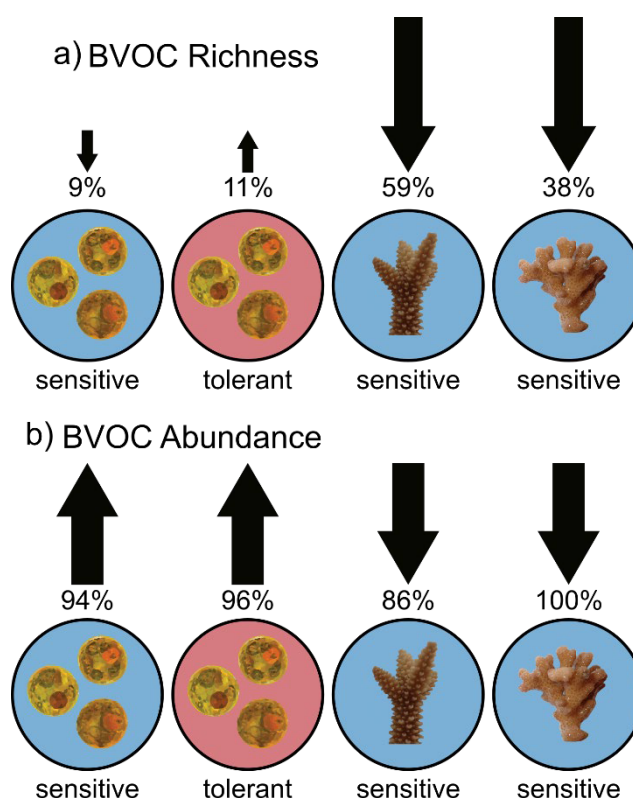 a) BVOC Richness
9% 11% 59% 38%
sensitive tolerant sensitive sensitive
b) BVOC Abundance
94% 96% 86% 100%
sensitive tolerant sensitive sensitive